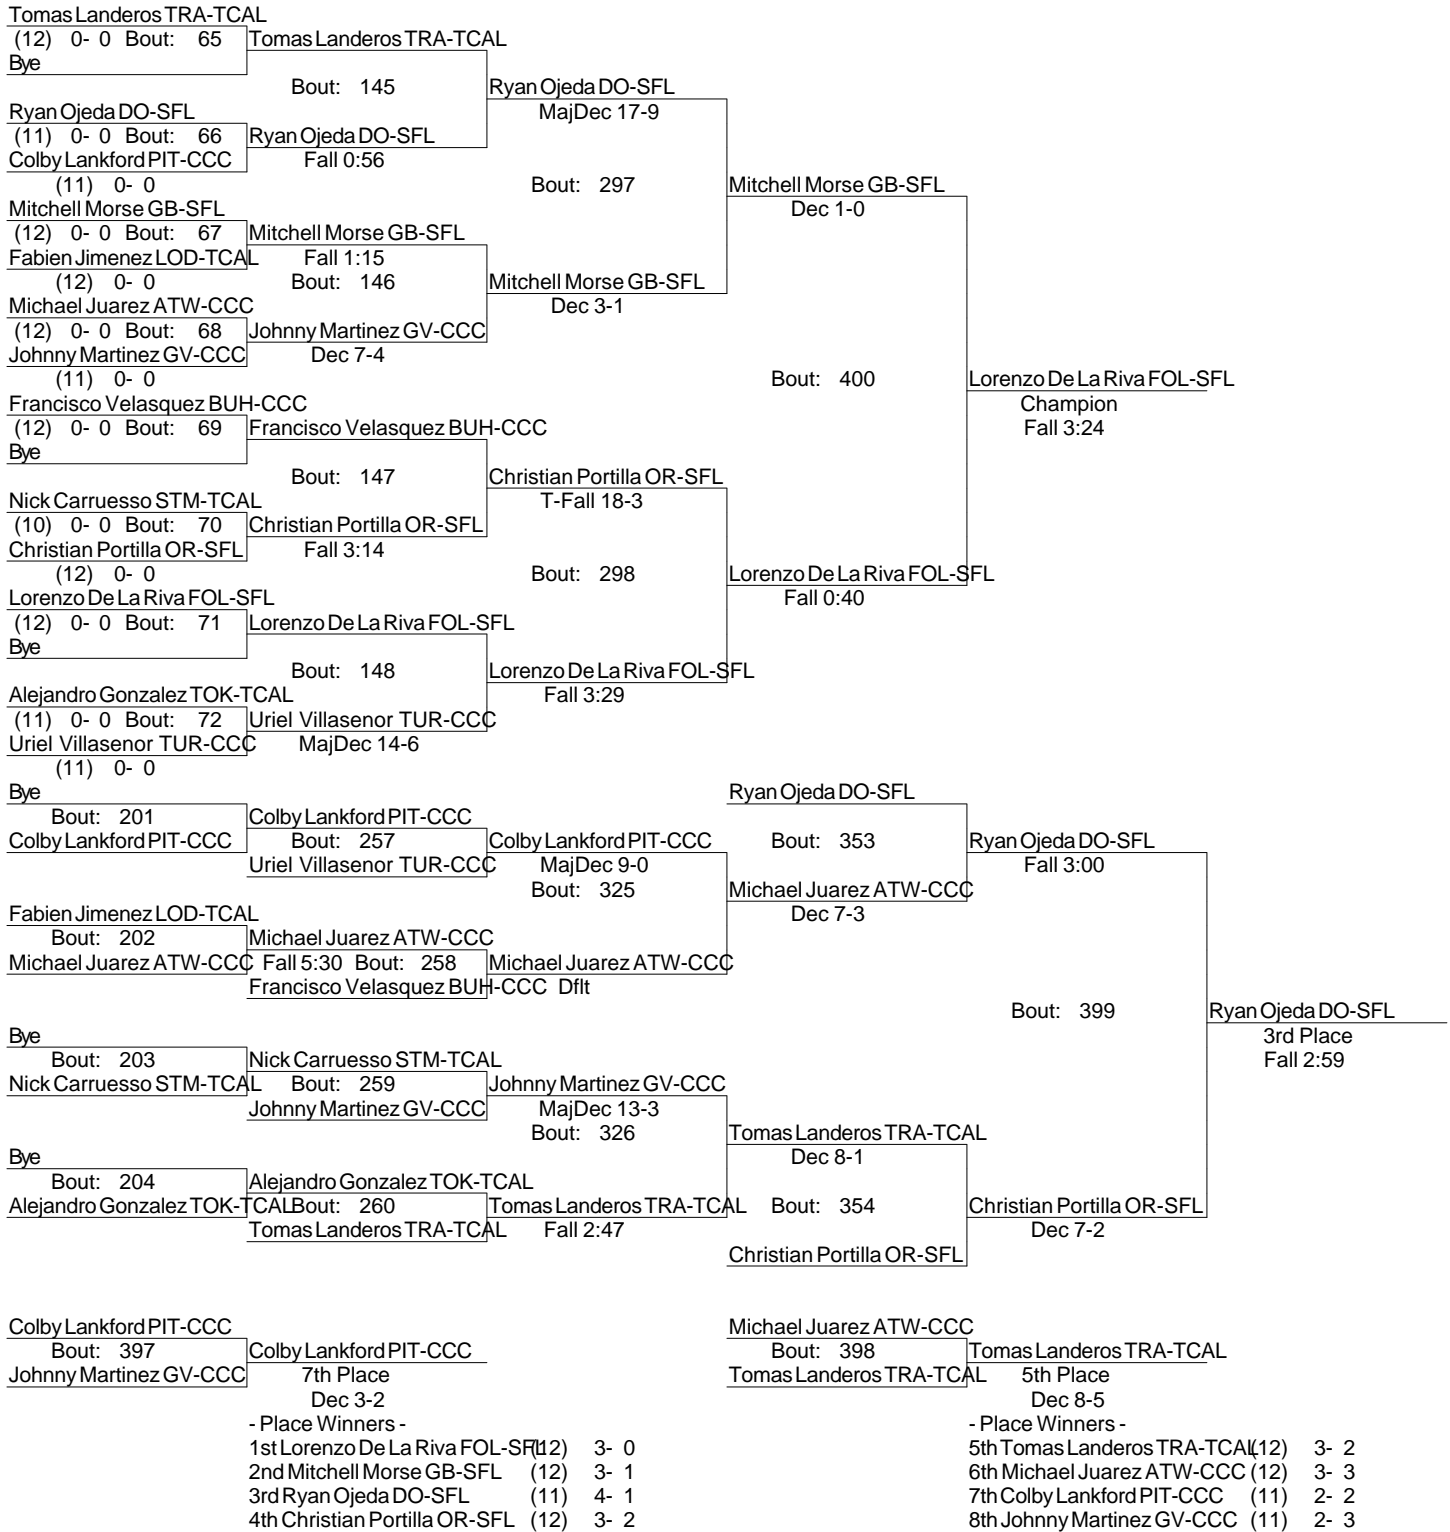 Tomas Landeros TRA-TCAL
(12) 0- 0 Bout: 65 Tomas Landeros TRA-TCAL
Bye
Bout: 145 Ryan Ojeda DO-SFL
Ryan Ojeda DO-SFL MajDec 17-9
(11) 0- 0 Bout: 66 Ryan Ojeda DO-SFL
Colby Lankford PIT-CCC Fall 0:56
(11) 0- 0 Bout: 297 Mitchell Morse GB-SFL
Mitchell Morse GB-SFL Dec 1-0
(12) 0- 0 Bout: 67 Mitchell Morse GB-SFL
Fabien Jimenez LOD-TCAL Fall 1:15
(12) 0- 0 Bout: 146 Mitchell Morse GB-SFL
Michael Juarez ATW-CCC Dec 3-1
(12) 0- 0 Bout: 68 Johnny Martinez GV-CCC
Johnny Martinez GV-CCC Dec 7-4
(11) 0- 0 Bout: 400 Lorenzo De La Riva FOL-SFL
Francisco Velasquez BUH-CCC Champion
(12) 0- 0 Bout: 69 Francisco Velasquez BUH-CCC Fall 3:24
Bye
Bout: 147 Christian Portilla OR-SFL
Nick Carruesso STM-TCAL T-Fall 18-3
(10) 0- 0 Bout: 70 Christian Portilla OR-SFL
Christian Portilla OR-SFL Fall 3:14
(12) 0- 0 Bout: 298 Lorenzo De La Riva FOL-SFL
Lorenzo De La Riva FOL-SFL Fall 0:40
(12) 0- 0 Bout: 71 Lorenzo De La Riva FOL-SFL
Bye
Bout: 148 Lorenzo De La Riva FOL-SFL
Alejandro Gonzalez TOK-TCAL Fall 3:29
(11) 0- 0 Bout: 72 Uriel Villasenor TUR-CCC
Uriel Villasenor TUR-CCC MajDec 14-6
(11) 0- 0
Bye Ryan Ojeda DO-SFL
Bout: 201 Colby Lankford PIT-CCC
Colby Lankford PIT-CCC Bout: 257 Colby Lankford PIT-CCC Bout: 353 Ryan Ojeda DO-SFL
Uriel Villasenor TUR-CCC MajDec 9-0 Fall 3:00
Bout: 325 Michael Juarez ATW-CCC
Fabien Jimenez LOD-TCAL Dec 7-3
Bout: 202 Michael Juarez ATW-CCC
Michael Juarez ATW-CCC Fall 5:30 Bout: 258 Michael Juarez ATW-CCC
Francisco Velasquez BUH-CCC Dflt
Bout: 399 Ryan Ojeda DO-SFL
Bye 3rd Place
Bout: 203 Nick Carruesso STM-TCAL Fall 2:59
Nick Carruesso STM-TCAL Bout: 259 Johnny Martinez GV-CCC
Johnny Martinez GV-CCC MajDec 13-3
Bout: 326 Tomas Landeros TRA-TCAL
Bye Dec 8-1
Bout: 204 Alejandro Gonzalez TOK-TCAL
Alejandro Gonzalez TOK-TCAL Bout: 260 Tomas Landeros TRA-TCAL Bout: 354 Christian Portilla OR-SFL
Tomas Landeros TRA-TCAL Fall 2:47 Dec 7-2
Christian Portilla OR-SFL
Colby Lankford PIT-CCC Michael Juarez ATW-CCC
Bout: 397 Colby Lankford PIT-CCC Bout: 398 Tomas Landeros TRA-TCAL
Johnny Martinez GV-CCC 7th Place Tomas Landeros TRA-TCAL 5th Place
Dec 3-2 Dec 8-5
- Place Winners - - Place Winners -
1st Lorenzo De La Riva FOL-SFL (12) 3- 0 5th Tomas Landeros TRA-TCAL (12) 3- 2
2nd Mitchell Morse GB-SFL (12) 3- 1 6th Michael Juarez ATW-CCC (12) 3- 3
3rd Ryan Ojeda DO-SFL (11) 4- 1 7th Colby Lankford PIT-CCC (11) 2- 2
4th Christian Portilla OR-SFL (12) 3- 2 8th Johnny Martinez GV-CCC (11) 2- 3